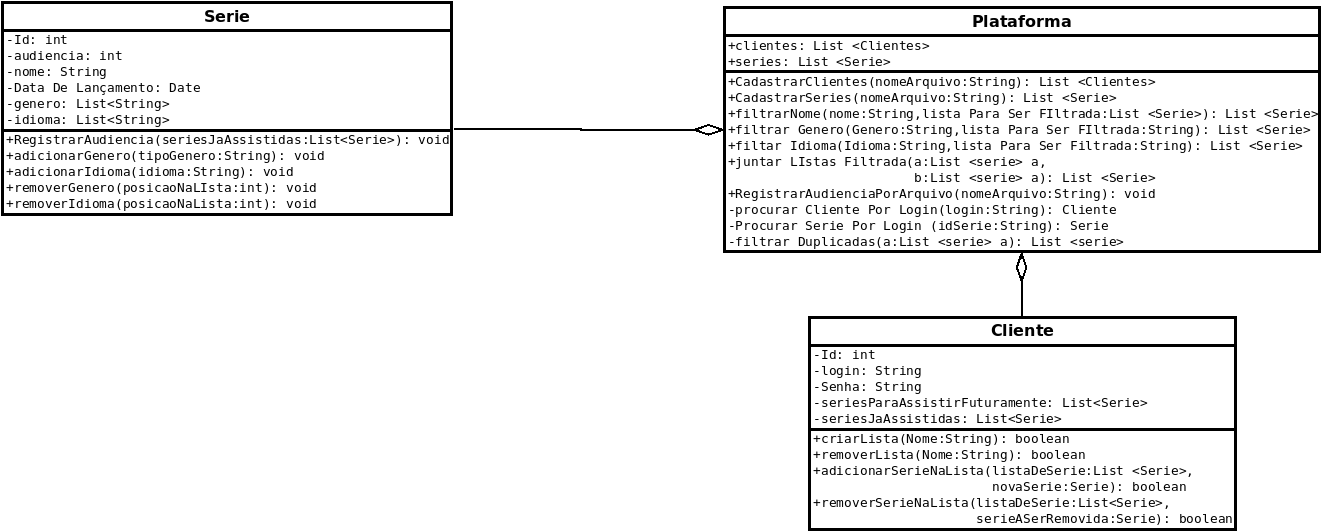 Serie
-Id: int
-audiencia: int
-nome: String
-Data De Lançamento: Date
-genero: List<String>
-idioma: List<String>
+RegistrarAudiencia(seriesJaAssistidas:List<Serie>): void
+adicionarGenero(tipoGenero:String): void
+adicionarIdioma(idioma:String): void
+removerGenero(posicaoNaLIsta:int): void
+removerIdioma(posicaoNaLista:int): void
Plataforma
+clientes: List <Clientes>
+series: List <Serie>
+CadastrarClientes(nomeArquivo:String): List <Clientes>
+CadastrarSeries(nomeArquivo:String): List <Serie>
+filtrarNome(nome:String,lista Para Ser FIltrada:List <Serie>): List <Serie>
+filtrar Genero(Genero:String,lista Para Ser FIltrada:String): List <Serie>
+filtar Idioma(Idioma:String,lista Para Ser Filtrada:String): List <Serie>
+juntar LIstas Filtrada(a:List <serie> a,
b:List <serie> a): List <Serie>
+RegistrarAudienciaPorArquivo(nomeArquivo:String): void
-procurar Cliente Por Login(login:String): Cliente
-Procurar Serie Por Login (idSerie:String): Serie
-filtrar Duplicadas(a:List <serie> a): List <serie>
Cliente
-Id: int
-login: String
-Senha: String
-seriesParaAssistirFuturamente: List<Serie>
-seriesJaAssistidas: List<Serie>
+criarLista(Nome:String): boolean
+removerLista(Nome:String): boolean
+adicionarSerieNaLista(listaDeSerie:List <Serie>,
novaSerie:Serie): boolean
+removerSerieNaLista(listaDeSerie:List<Serie>,
serieASerRemovida:Serie): boolean